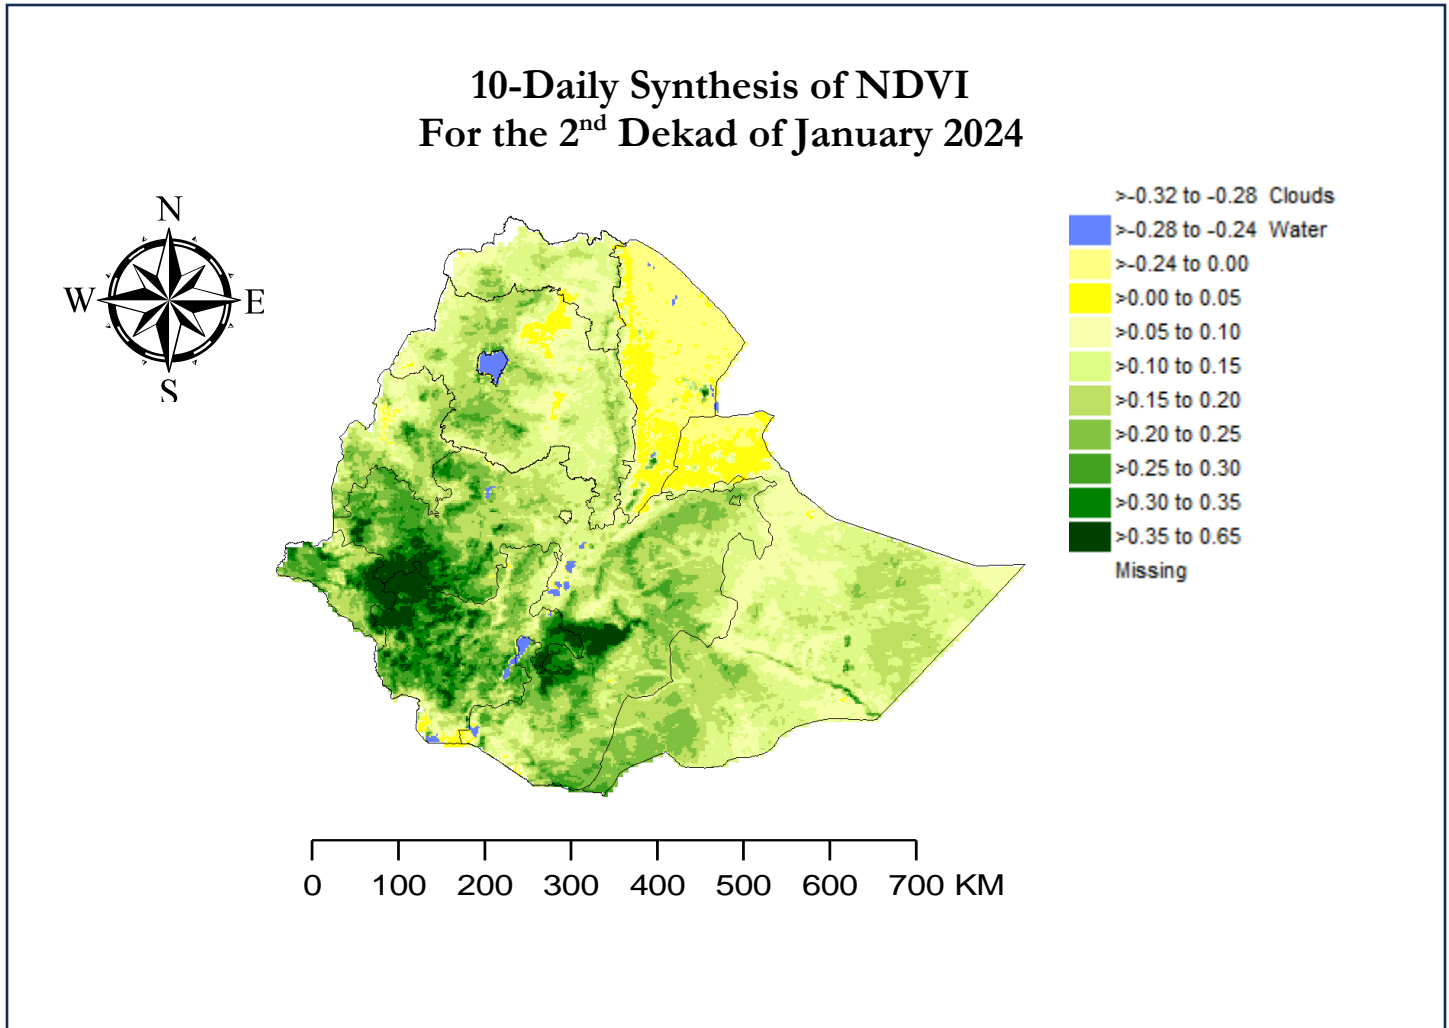 10-Daily Synthesis of NDVI
For the 2nd Dekad of January 2024
N
W
E
S
>-0.32 to -0.28 Clouds
>-0.28 to -0.24 Water
>-0.24 to 0.00
>0.00 to 0.05
>0.05 to 0.10
>0.10 to 0.15
>0.15 to 0.20
>0.20 to 0.25
>0.25 to 0.30
>0.30 to 0.35
>0.35 to 0.65
Missing
0 100 200 300 400 500 600 700 KM